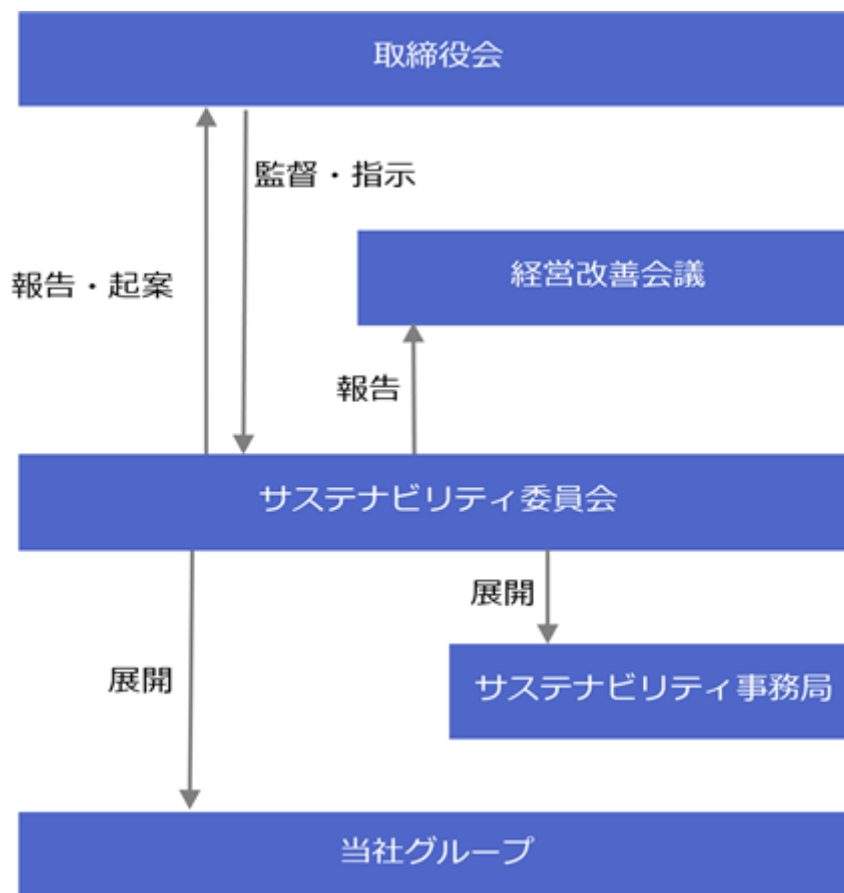 取締役会
監督・指示
経営改善会議
報告・起案
報告
サステナビリティ委員会
展開
サステナビリティ事務局
展開
当社グループ